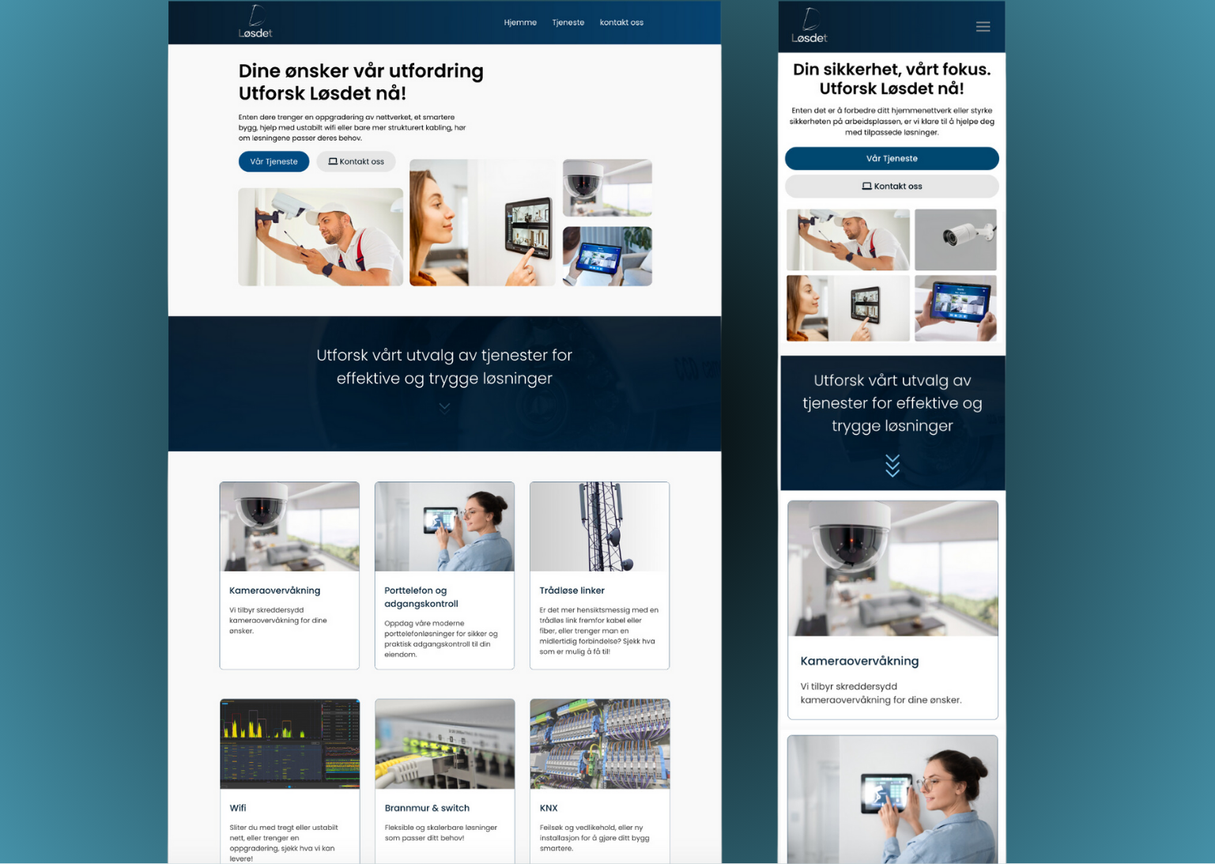 Løsdet
Hjemme
Tjeneste
kontakt oss
Dine ønsker vår utfordring
Utforsk Løsdet nå!
Enten dere trenger en oppgradering av nettverket, et smartere
bygg, hjelp med ustabilt wifi eller bare mer strukturert kabling, hør
om løsningene passer deres behov.
Vår Tjeneste
Kontakt oss
Utforsk vårt utvalg av tjenester for
effektive og trygge løsninger
Kameraovervåkning
Vi tilbyr skreddersydd
kameraovervåkning for dine
ønsker.
Porttelefon og
adgangskontroll
Oppdag våre moderne
porttelefonløsninger for sikker og
praktisk adgangskontroll til din
eiendom.
Trådløse linker
Er det mer hensiktsmessig med en
trådløs link fremfor kabel eller
fiber, eller trenger man en
midlertidig forbindelse? Sjekk hva
som er mulig å få til!
Wifi
Sliter du med tregt eller ustabilt
nett, eller trenger en
oppgradering, sjekk hva vi kan
levere!
Brannmur & switch
Fleksible og skalerbare løsninger
som passer ditt behov!
KNX
Feilsøk og vedlikehold, eller ny
installasjon for å gjøre ditt bygg
smartere.
Løsdet
Din sikkerhet, vårt fokus.
Utforsk Løsdet nå!
Enten det er å forbedre ditt hjemmenettverk eller styrke
sikkerheten på arbeidsplassen, er vi klare til å hjelpe deg
med tilpassede løsninger.
Vår Tjeneste
Kontakt oss
Utforsk vårt utvalg av
tjenester for effektive og
trygge løsninger
Kameraovervåkning
Vi tilbyr skreddersydd
kameraovervåkning for dine ønsker.